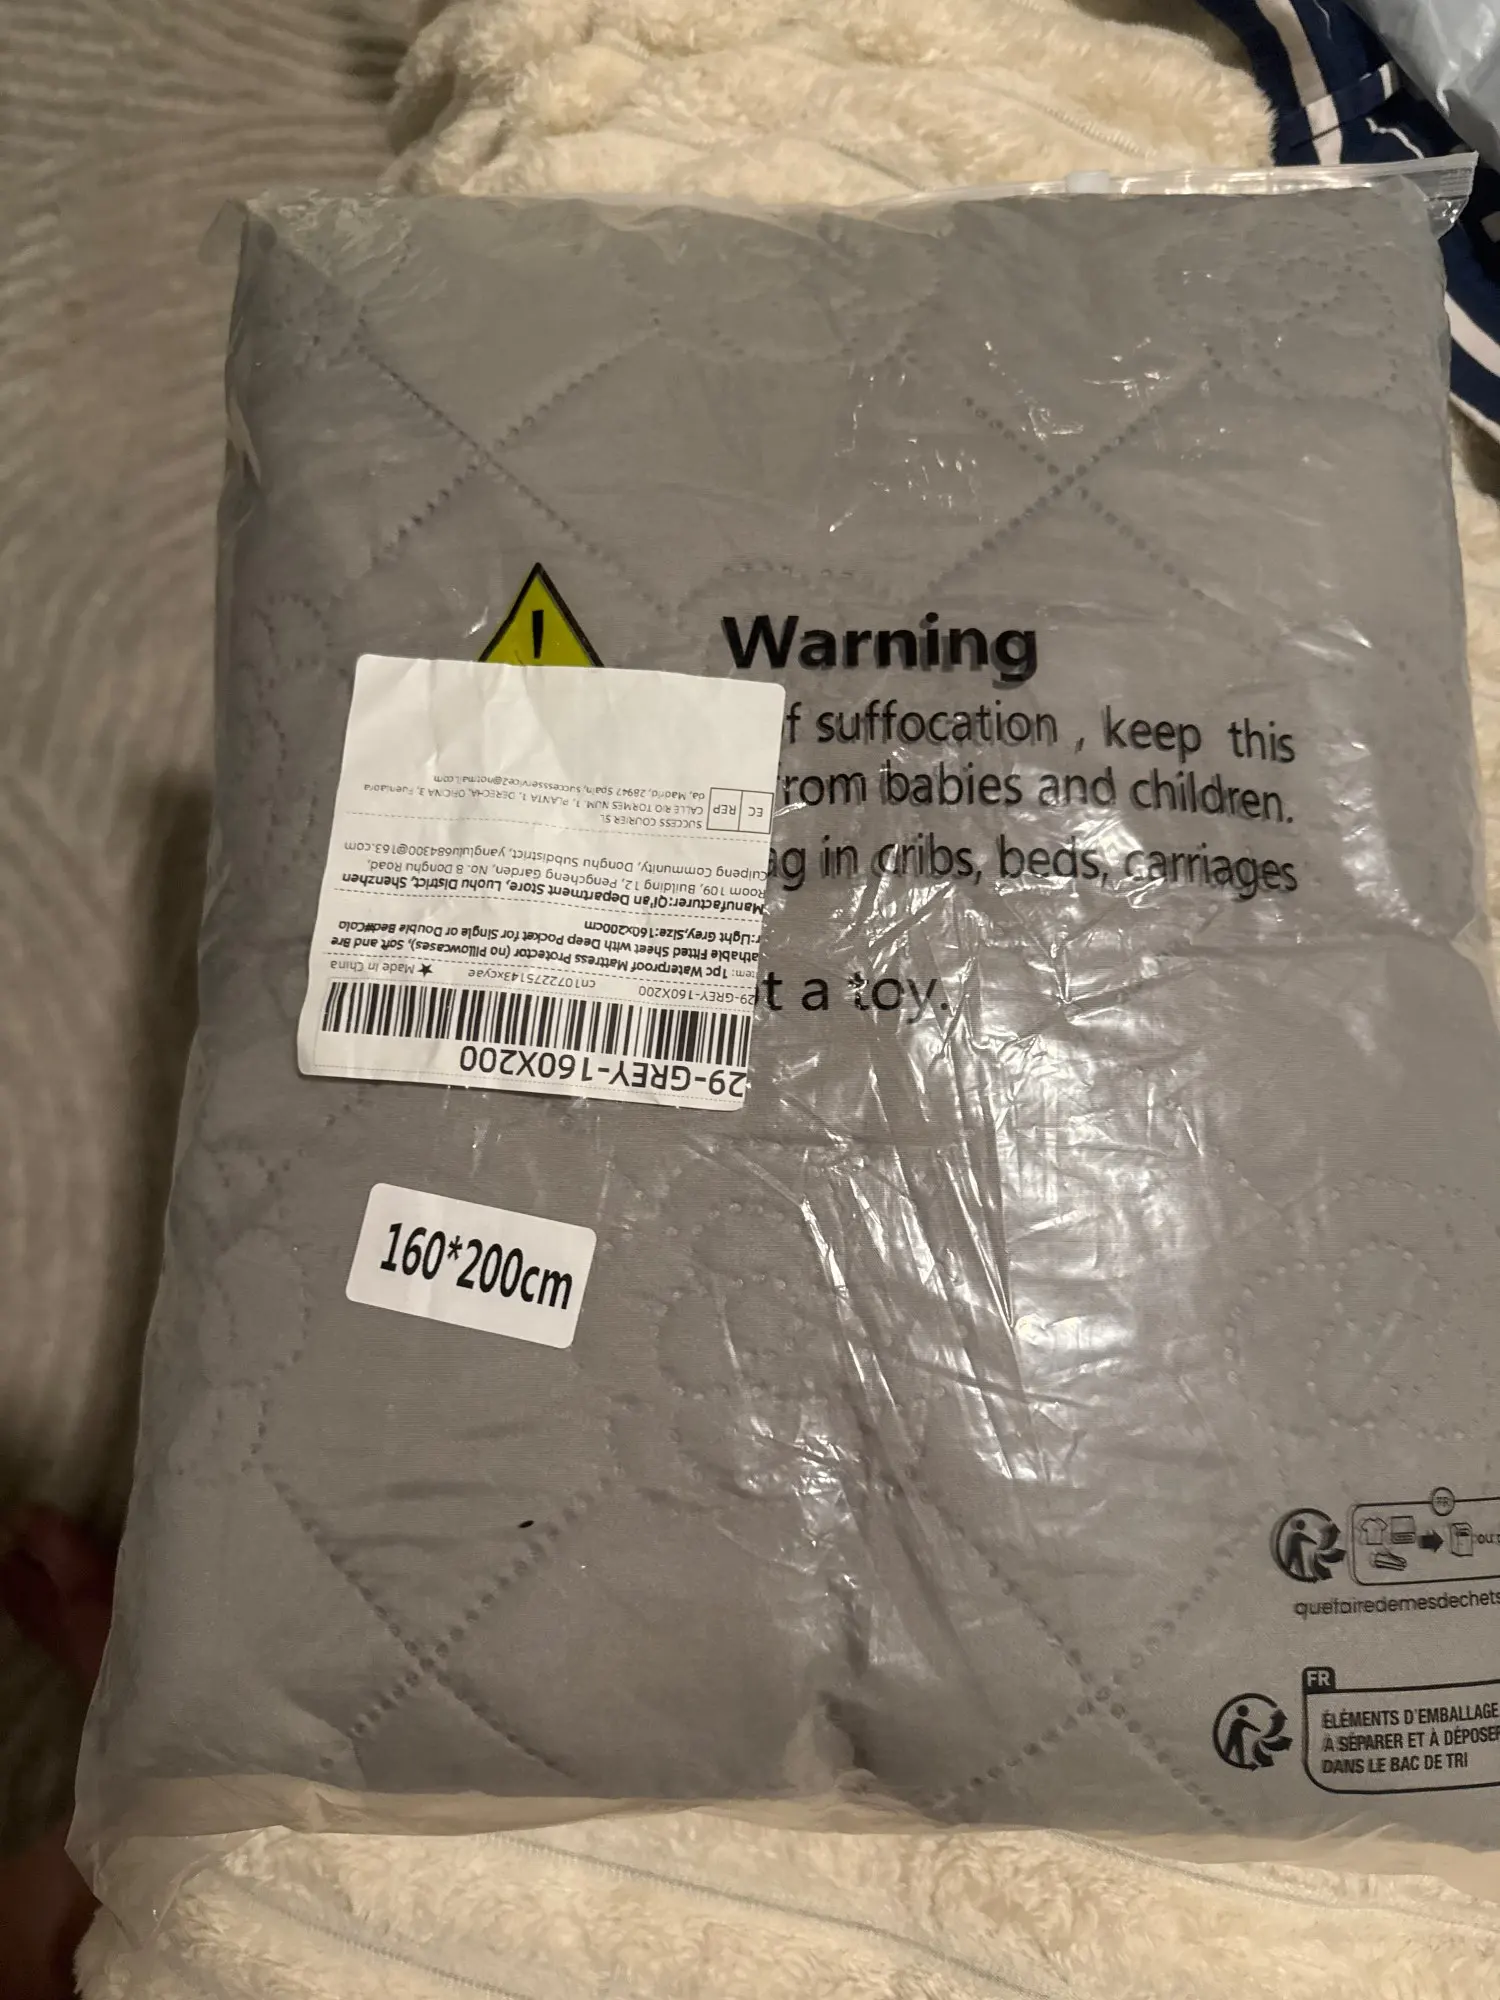 !
Warning
f suffocation , keep this
rom babies and children.
ag in cribs, beds, carriages
t a toy.
29-GREY-160X200
29-GREY-160X200 cn1072275143xcyae
tem: 1pc Waterproof Mattress Protector (no Pillowcases), Soft and Bre
athable Fitted Sheet with Deep Pocket for Single or Double Bed#Colo
r:Light Grey,Size:160x200cm
★ Made in China
Manufacturer:Qi'an Department Store, Luohu District, Shenzhen
Room 109, Building 12, Pengcheng Garden, No. 8 Donghu Road,
Cuipeng Community, Donghu Subdistrict, yanglulu684300@163.com
EC REP
SUCCESS COURIER SL
CALLE RIO TORMES NUM. 1, PLANTA 1, DERECHA, OFICINA 3, Fuenlabra
da, Madrid, 28947 Spain, successservice2@hotmail.com
160*200cm
FR
quefairedemesdechets
FR
ÉLÉMENTS D'EMBALLAGE
À SÉPARER ET À DÉPOSER
DANS LE BAC DE TRI